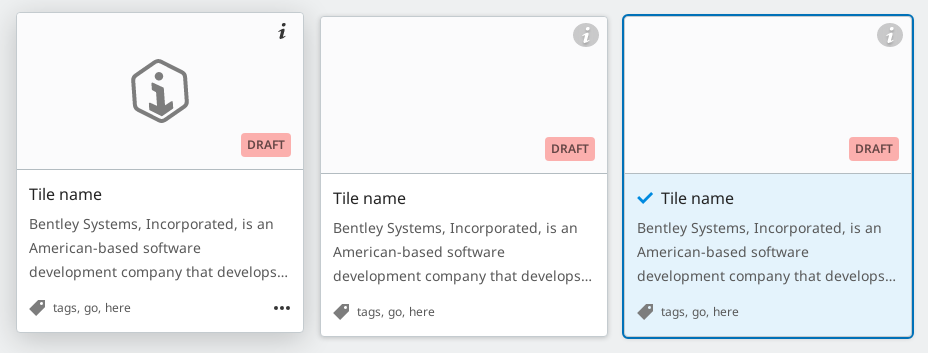 DRAFT
Tile name
Bentley Systems, Incorporated, is an
American-based software
development company that develops...
tags, go, here
DRAFT
Tile name
Bentley Systems, Incorporated, is an
American-based software
development company that develops...
tags, go, here
DRAFT
Tile name
Bentley Systems, Incorporated, is an
American-based software
development company that develops...
tags, go, here